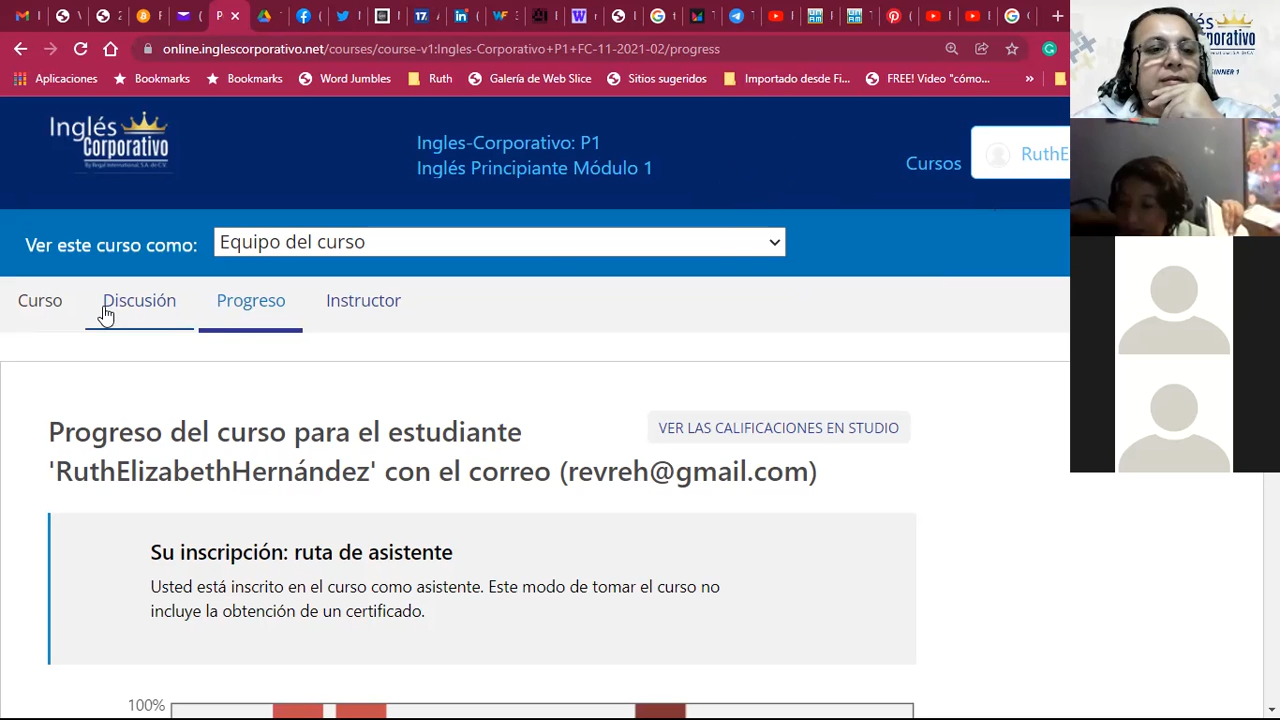 online.inglescorporativo.net/courses/course-v1:Ingles-Corporativo+P1+FC-11-2021-02/progress
Aplicaciones
Bookmarks
Bookmarks
Word Jumbles
Ruth
Galería de Web Slice
Sitios sugeridos
Importado desde Fi...
FREE! Video "cómo...
»
Inglés
Corporativo
By Regal International, S.A. de C.V.
Ingles-Corporativo: P1
Inglés Principiante Módulo 1
Cursos
RuthE
Ver este curso como:
Equipo del curso
Curso
Discusión
Progreso
Instructor
Progreso del curso para el estudiante
'RuthElizabethHernández' con el correo (revreh@gmail.com)
VER LAS CALIFICACIONES EN STUDIO
Su inscripción: ruta de asistente
Usted está inscrito en el curso como asistente. Este modo de tomar el curso no
incluye la obtención de un certificado.
100%